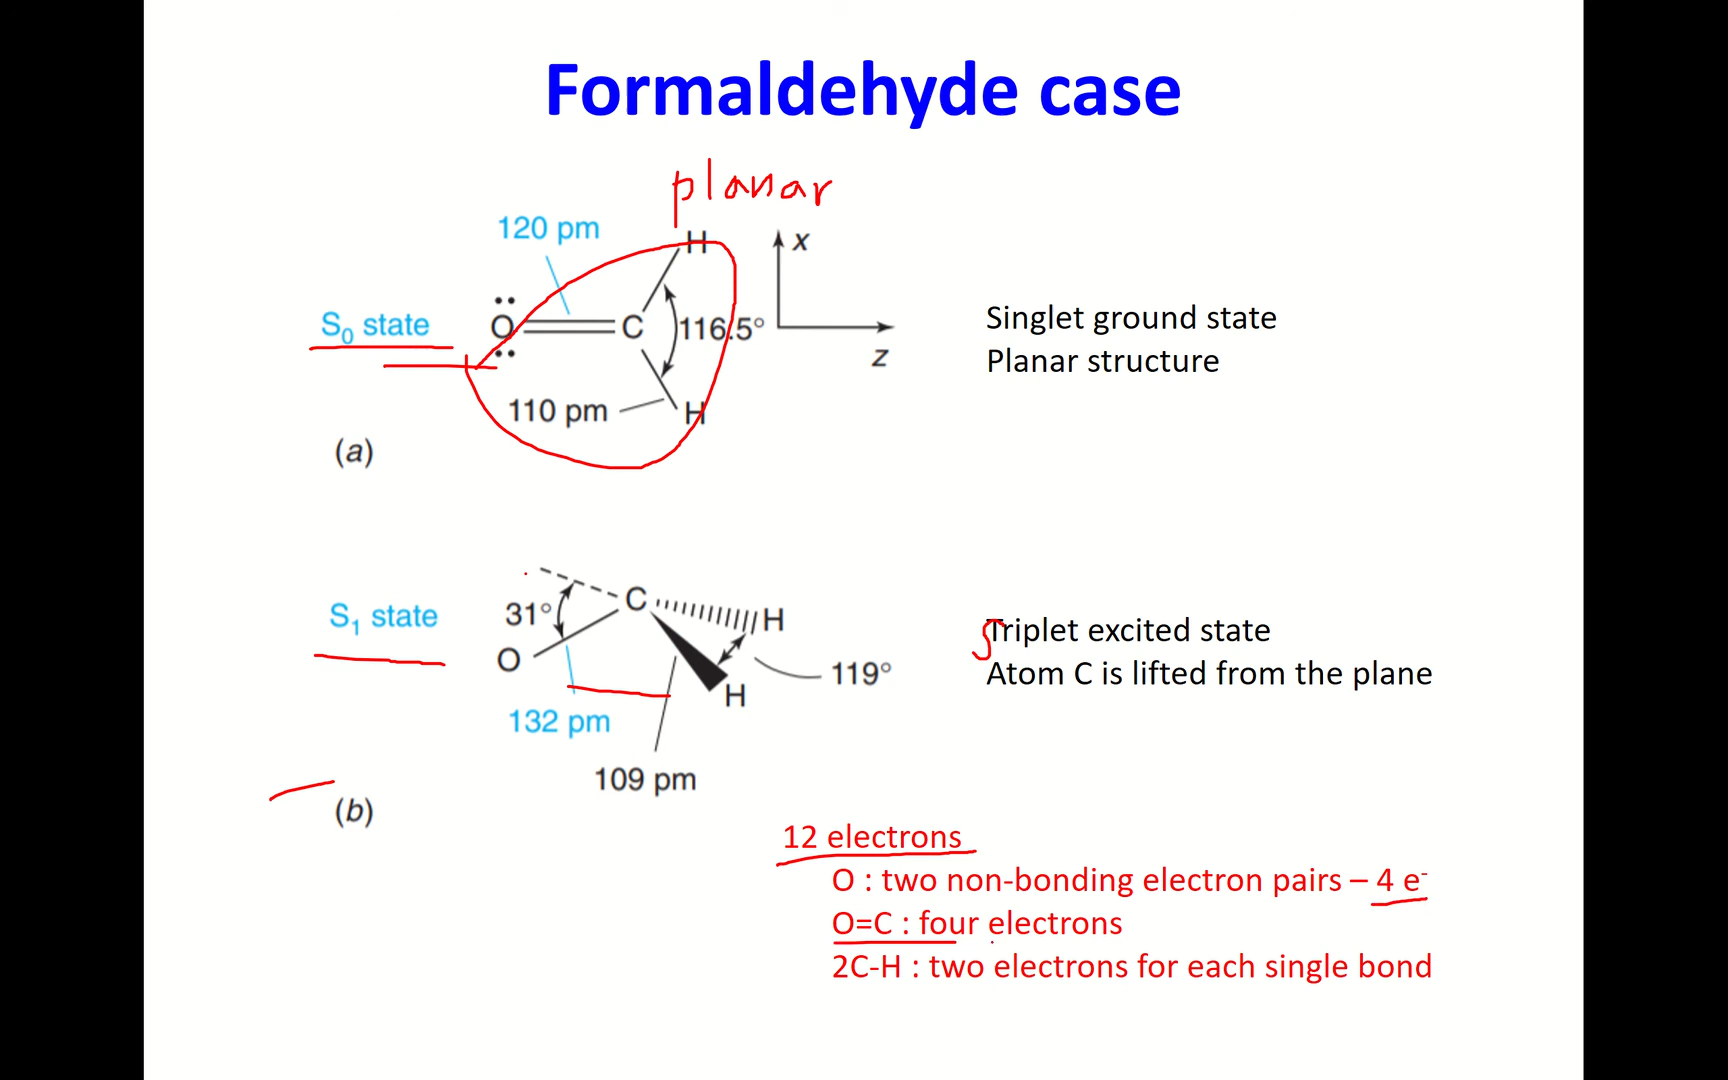 Formaldehyde case
planar
120 pm
H
x
S₀ state
O
C
116.5°
z
Singlet ground state
Planar structure
110 pm
H
(a)
S₁ state
31°
C
H
O
119°
H
132 pm
109 pm
STriplet excited state
Atom C is lifted from the plane
(b)
12 electrons
O : two non-bonding electron pairs – 4 e⁻
O=C : four electrons
2C-H : two electrons for each single bond